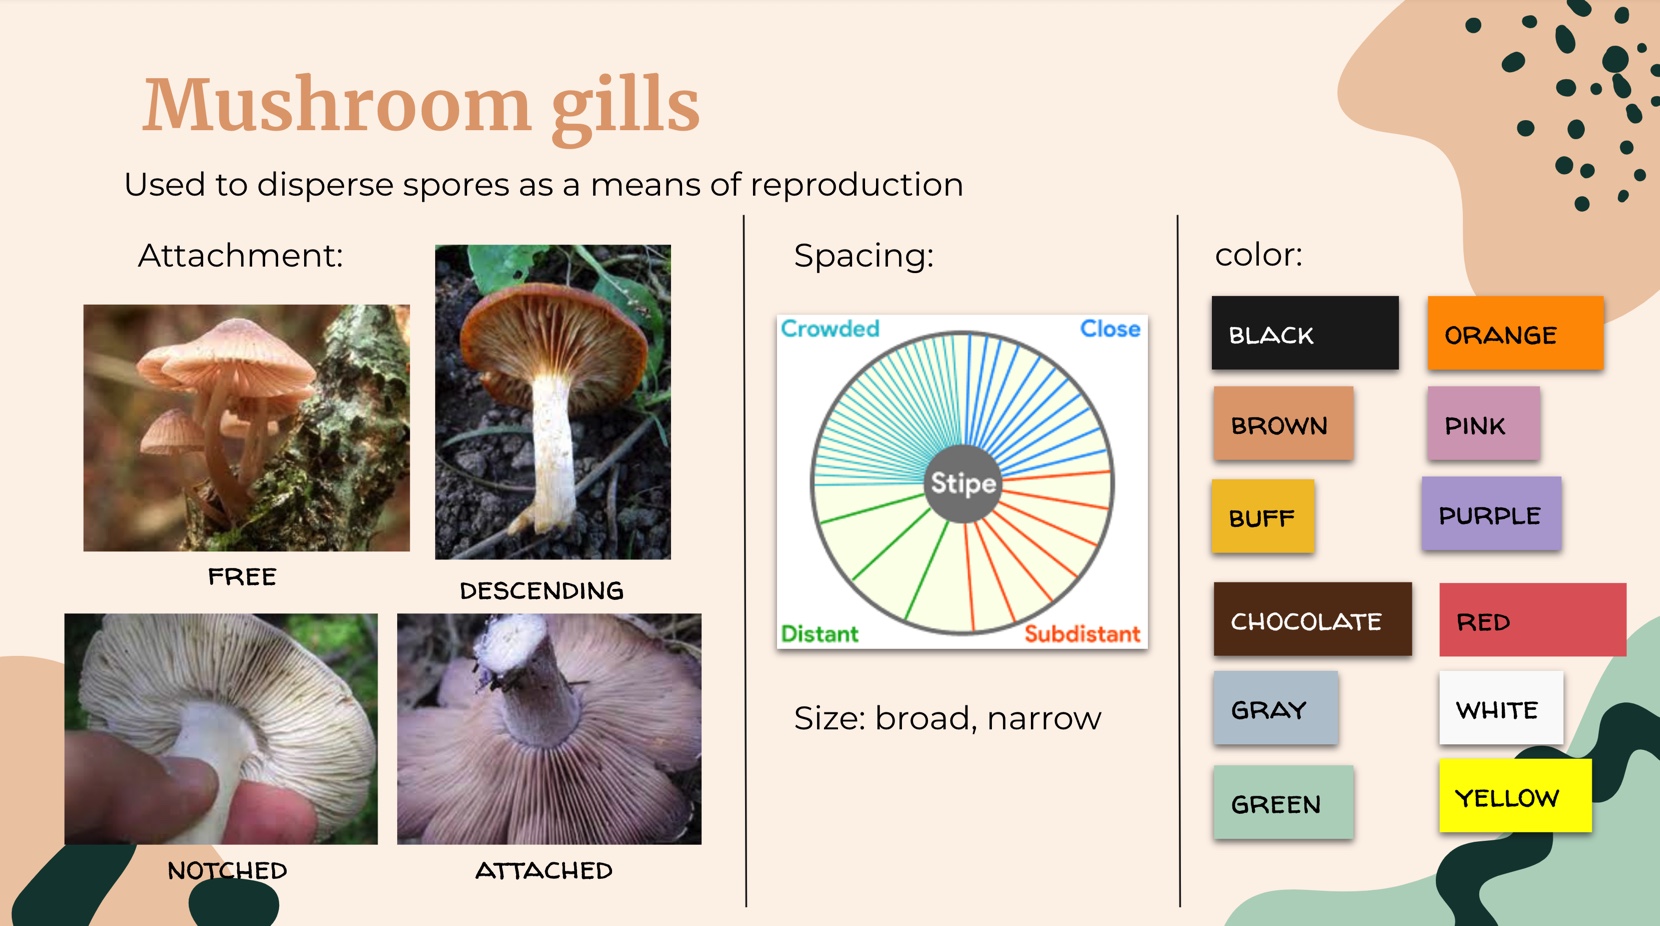 Mushroom gills
Used to disperse spores as a means of reproduction
Attachment:
FREE
DESCENDING
NOTCHED
ATTACHED
Spacing:
Crowded
Close
Stipe
Distant
Subdistant
Size: broad, narrow
color:
BLACK
ORANGE
BROWN
PINK
BUFF
PURPLE
CHOCOLATE
RED
GRAY
WHITE
GREEN
YELLOW